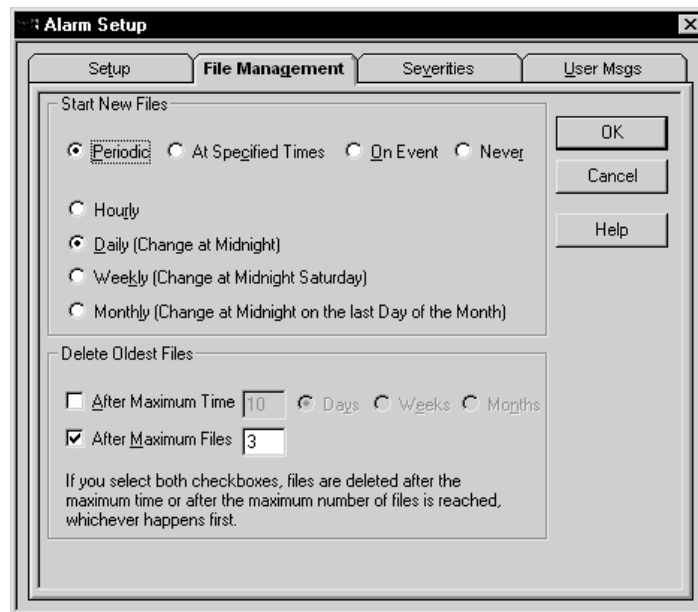 Alarm Setup
Setup
File Management
Severities
User Msgs
Start New Files
Periodic
At Specified Times
On Event
Never
Hourly
Daily (Change at Midnight)
Weekly (Change at Midnight Saturday)
Monthly (Change at Midnight on the last Day of the Month)
OK
Cancel
Help
Delete Oldest Files
After Maximum Time 10 Days Weeks Months
After Maximum Files 3
If you select both checkboxes, files are deleted after the
maximum time or after the maximum number of files is reached,
whichever happens first.